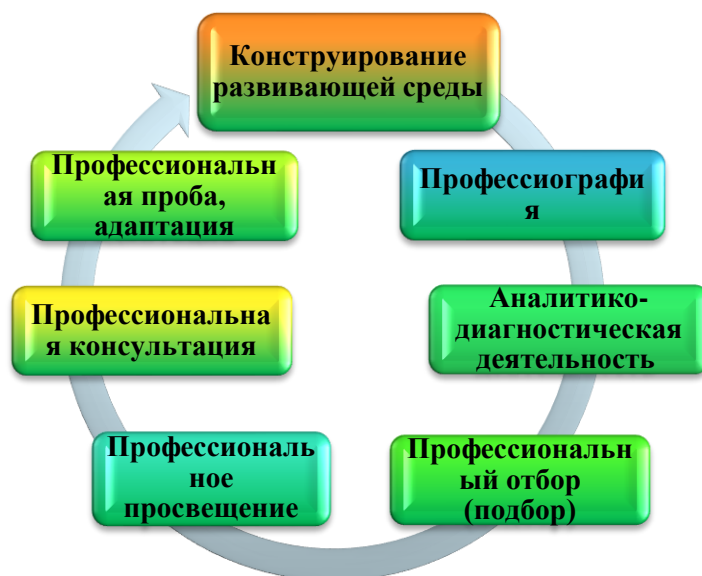 Конструирование
развивающей среды
Профессиографи
я
Аналитико-
диагностическая
деятельность
Профессиональн
ый отбор
(подбор)
Профессиональ
ное
просвещение
Профессиональна
я консультация
Профессиональн
ая проба,
адаптация